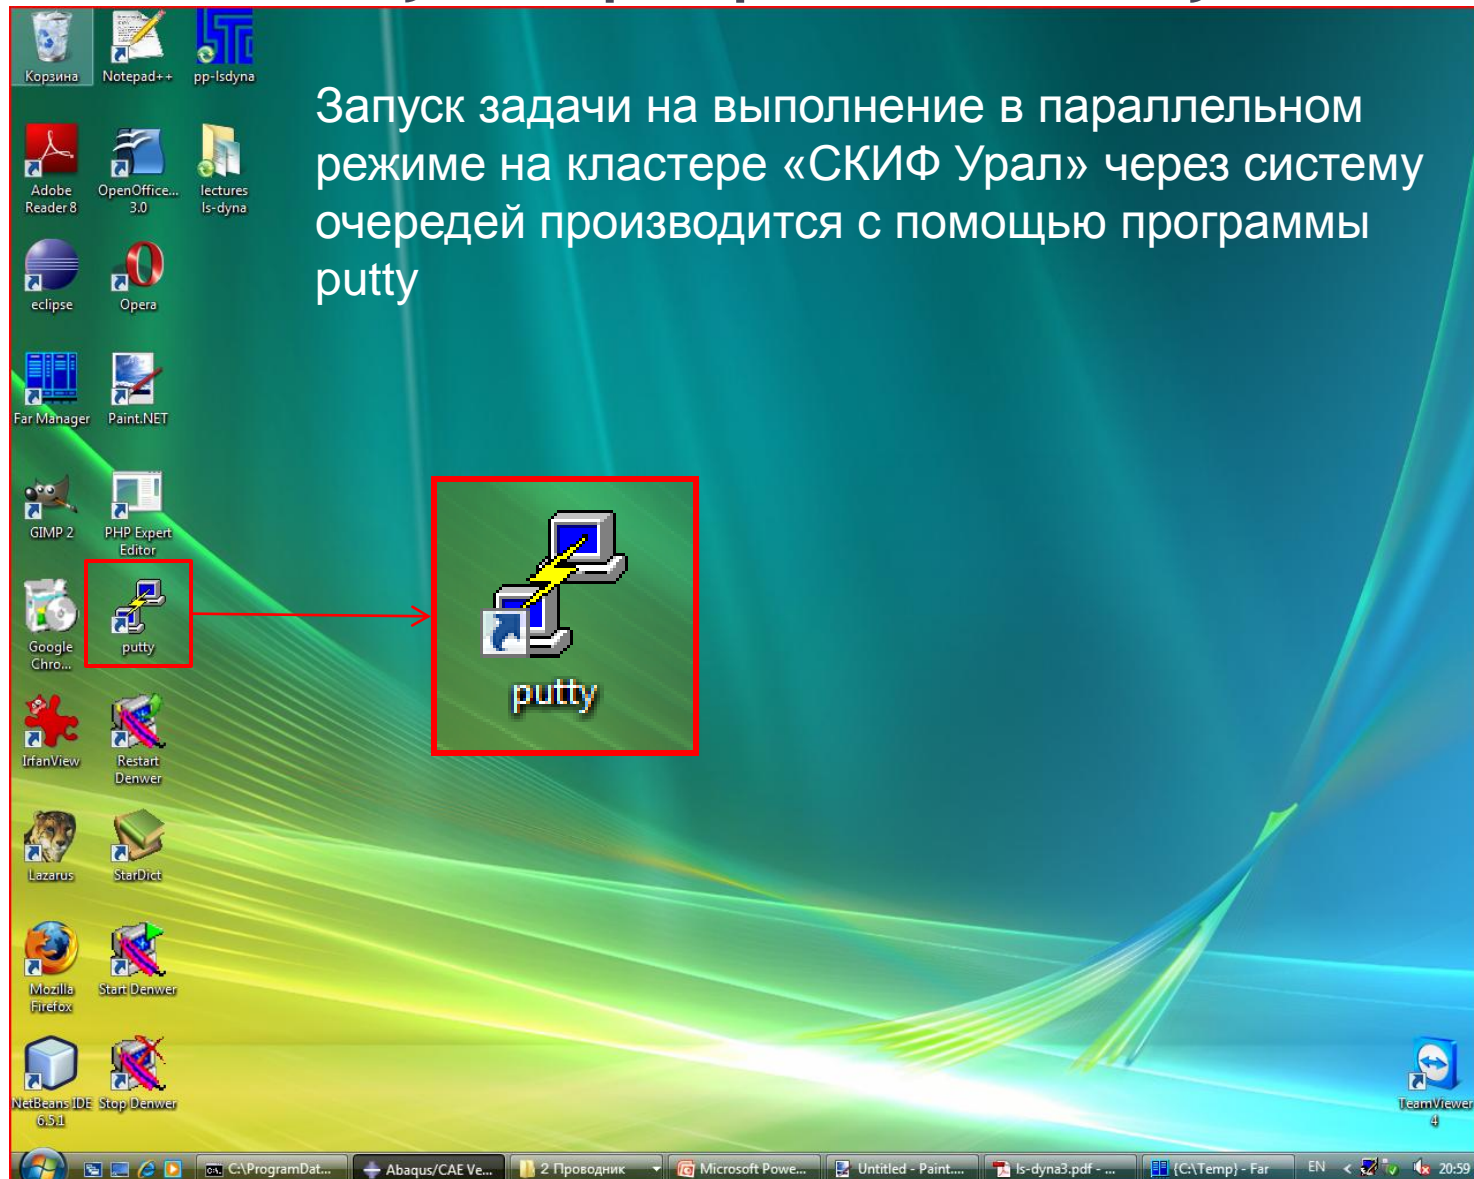 Корзина
Notepad++
pp-lsdyna
Запуск задачи на выполнение в параллельном
режиме на кластере «СКИФ Урал» через систему
очередей производится с помощью программы
putty
Adobe
Reader 8
OpenOffice...
3.0
lectures
ls-dyna
eclipse
Opera
Far Manager
Paint.NET
GIMP 2
PHP Expert
Editor
Google
Chro...
putty
putty
IrfanView
Restart
Denwer
Lazarus
StarDict
Mozilla
Firefox
Start Denwer
NetBeans IDE
6.5.1
Stop Denwer
TeamViewer
4
C:\ProgramDat...
Abaqus/CAE Ve...
2 Проводник
Microsoft Powe...
Untitled - Paint....
ls-dyna3.pdf - ...
{C:\Temp} - Far
EN
20:59